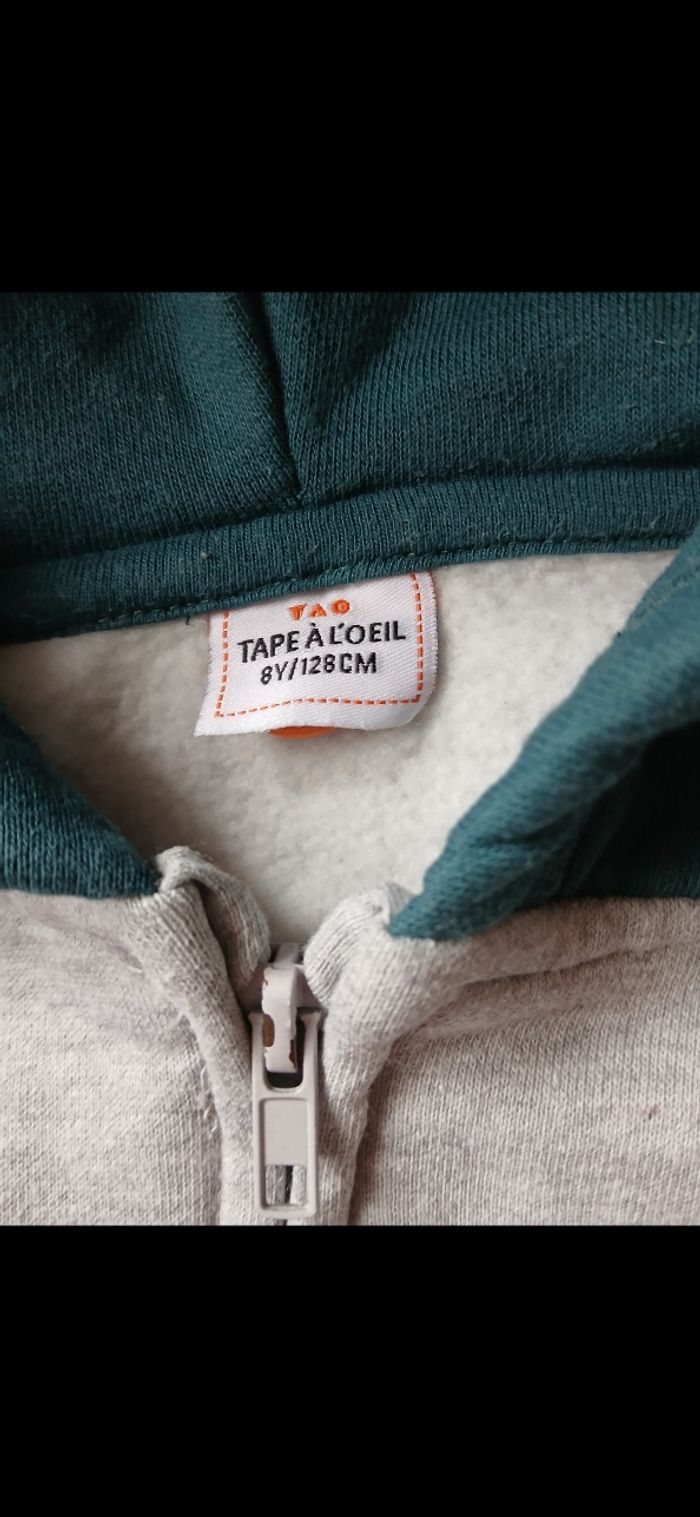 TAO
TAPE À L'OEIL
8Y/128CM